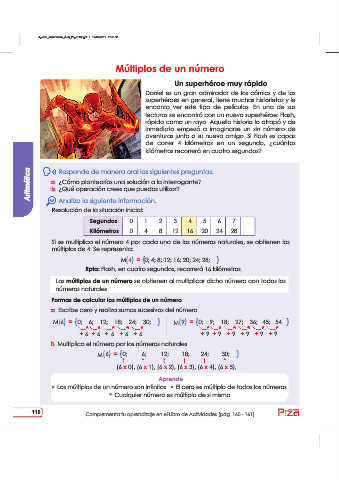 Múltiplos de un número
Un superhéroe muy rápido
Daniel es un gran admirador de los cómics y de los
superhéroes en general, tiene muchas historietas y le
encanta ver este tipo de películas. En una de sus
lecturas se encontró con un nuevo superhéroe: Flash,
rápido como un rayo. Aquella historia lo atrapó y de
inmediato empezó a imaginarse un sin número de
aventuras junto a su nuevo amigo. Si Flash es capaz
de correr 4 kilómetros en un segundo, ¿cuántos
kilómetros recorrerá en cuatro segundos?
Aritmética
Responde de manera oral las siguientes preguntas.
a. ¿Cómo plantearías una solución a la interrogante?
b. ¿Qué operación crees que puedas utilizar?
Analiza la siguiente información.
Resolución de la situación inicial:
Segundos 0 1 2 3 4 5 6 7
Kilómetros 0 4 8 12 16 20 24 28
Si se multiplica el número 4 por cada uno de los números naturales, se obtienen los
múltiplos de 4. Se representa:
M(4) = {0; 4; 8; 12; 16; 20; 24; 28; }
Rpta: Flash, en cuatro segundos, recorrerá 16 kilómetros
Los múltiplos de un número se obtienen al multiplicar dicho número con todos los
números naturales
Formas de calcular los múltiplos de un número
a. Escribe cero y realiza sumas sucesivas del número
M(6) = {0; 6; 12; 18; 24; 30; } M(9) = {0; 9; 18; 27; 36; 45; 54 }
+ 6 + 6 + 6 + 6 + 6 + 9 + 9 + 9 + 9 + 9 + 9
b. Multiplica el número por los números naturales
M(6) = {0; 6; 12; 18; 24; 30; }
(6 x 0), (6 x 1), (6 x 2), (6 x 3), (6 x 4), (6 x 5),
Aprende
• Los múltiplos de un número son infinitos • El cero es múltiplo de todos los números
• Cualquier número es múltiplo de sí mismo
118
Complementa tu aprendizaje en el Libro de Actividades (pág. 160 - 161)